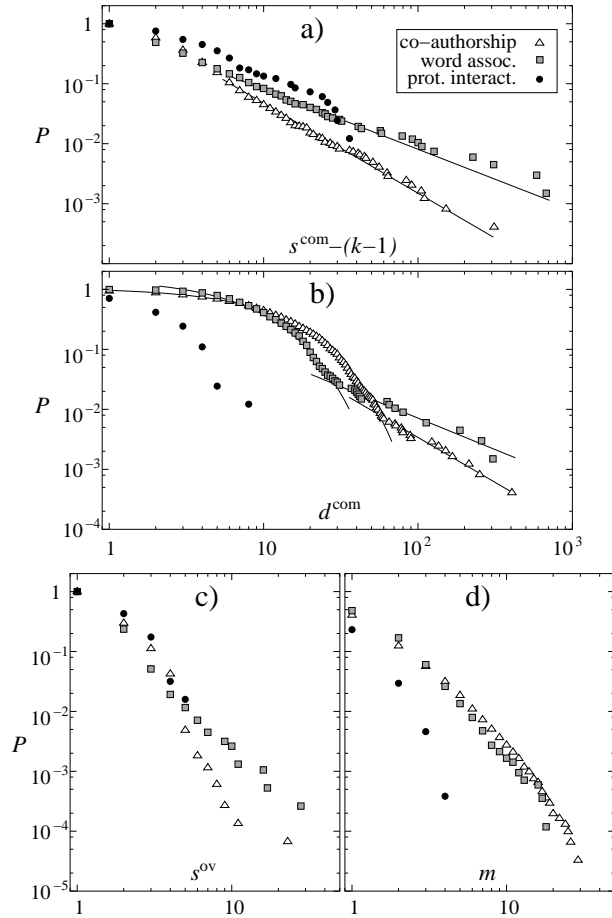 a)
co-authorship
word assoc.
prot. interact.
1
10^-1
10^-2
10^-3
P
s^com-(k-1)
b)
1
10^-1
10^-2
10^-3
10^-4
P
1 10 10^2 10^3
d^com
c)
1
10^-1
10^-2
10^-3
10^-4
10^-5
P
1 10
s^ov
d)
1 10
m